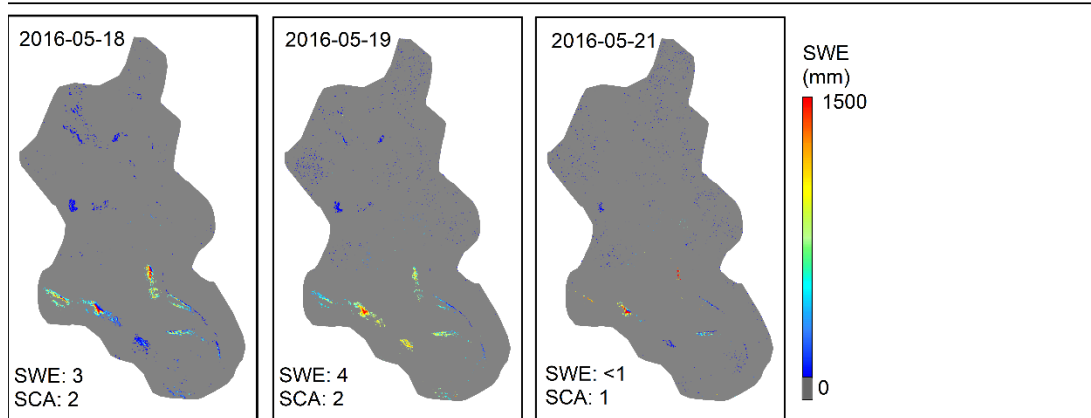 2016-05-18
SWE: 3
SCA: 2
2016-05-19
SWE: 4
SCA: 2
2016-05-21
SWE: <1
SCA: 1
SWE
(mm)
1500
0